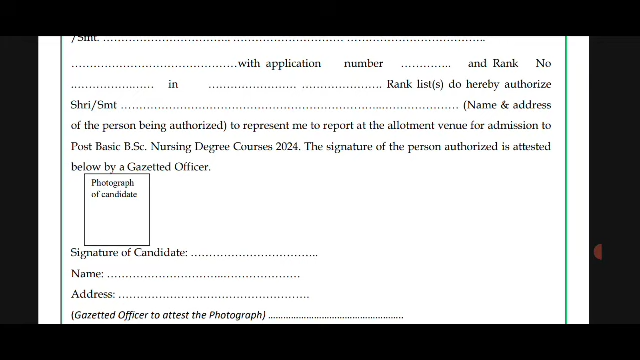 /Smt. ………………………….. ………………………… ………………………..
………………………………………with application number ………….. and Rank No
………………….. in …………………… …………………. Rank list(s) do hereby authorize
Shri/Smt …………………………………………………………………………… (Name & address
of the person being authorized) to represent me to report at the allotment venue for admission to
Post Basic B.Sc. Nursing Degree Courses 2024. The signature of the person authorized is attested
below by a Gazetted Officer.
Photograph
of candidate
Signature of Candidate: ……………………………..
Name: …………………………..…………………
Address: …………………………………………….
(Gazetted Officer to attest the Photograph) ……………………………………………..